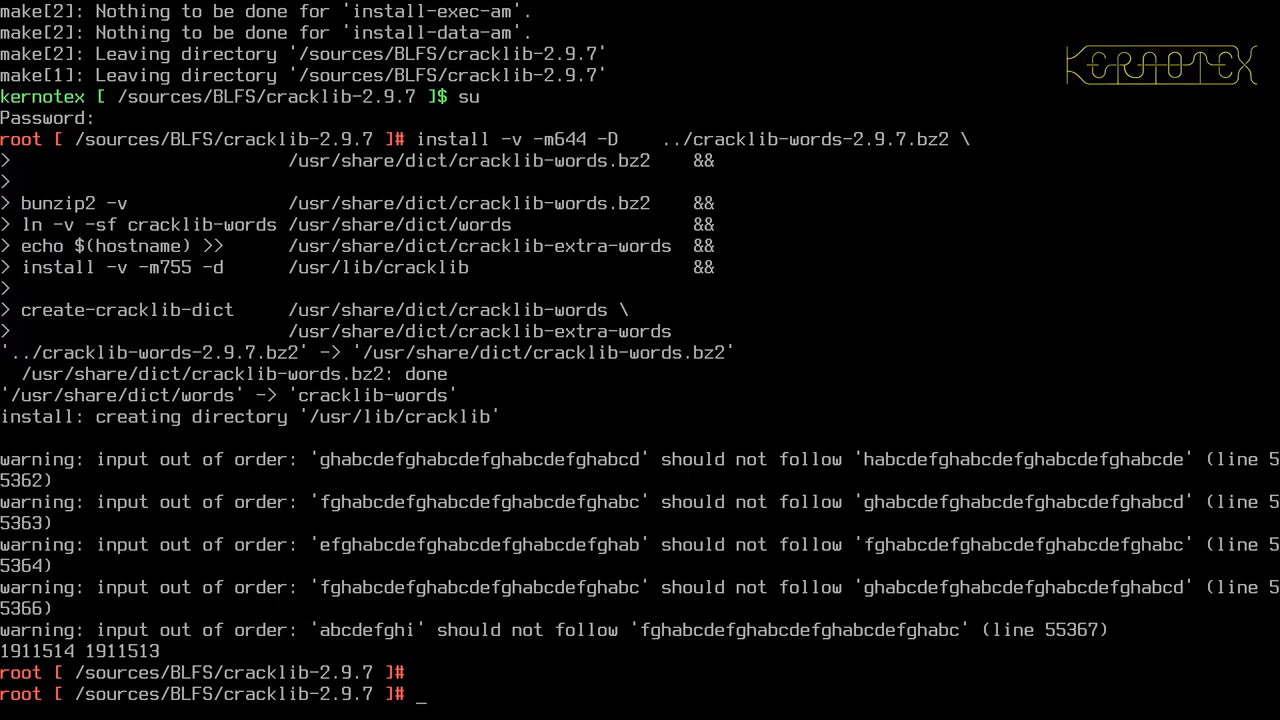 make[2]: Nothing to be done for 'install-exec-am'.
make[2]: Nothing to be done for 'install-data-am'.
make[2]: Leaving directory '/sources/BLFS/cracklib-2.9.7'
make[1]: Leaving directory '/sources/BLFS/cracklib-2.9.7'
KERNOTEX
kernotex [ /sources/BLFS/cracklib-2.9.7 ]$ su
Password:
root [ /sources/BLFS/cracklib-2.9.7 ]# install -v -m644 -D    ../cracklib-words-2.9.7.bz2 \
>                          /usr/share/dict/cracklib-words.bz2    &&
>
> bunzip2 -v               /usr/share/dict/cracklib-words.bz2    &&
> ln -v -sf cracklib-words /usr/share/dict/words                 &&
> echo $(hostname) >>      /usr/share/dict/cracklib-extra-words  &&
> install -v -m755 -d      /usr/lib/cracklib                     &&
>
> create-cracklib-dict     /usr/share/dict/cracklib-words \
>                          /usr/share/dict/cracklib-extra-words
'../cracklib-words-2.9.7.bz2' -> '/usr/share/dict/cracklib-words.bz2'
  /usr/share/dict/cracklib-words.bz2: done
'/usr/share/dict/words' -> 'cracklib-words'
install: creating directory '/usr/lib/cracklib'
warning: input out of order: 'ghabcdefghabcdefghabcdefghabcd' should not follow 'habcdefghabcdefghabcdefghabcde' (line 5
5362)
warning: input out of order: 'fghabcdefghabcdefghabcdefghabc' should not follow 'ghabcdefghabcdefghabcdefghabcd' (line 5
5363)
warning: input out of order: 'efghabcdefghabcdefghabcdefghab' should not follow 'fghabcdefghabcdefghabcdefghabc' (line 5
5364)
warning: input out of order: 'fghabcdefghabcdefghabcdefghabc' should not follow 'ghabcdefghabcdefghabcdefghabcd' (line 5
5366)
warning: input out of order: 'abcdefghi' should not follow 'fghabcdefghabcdefghabcdefghabc' (line 55367)
1911514 1911513
root [ /sources/BLFS/cracklib-2.9.7 ]#
root [ /sources/BLFS/cracklib-2.9.7 ]# _